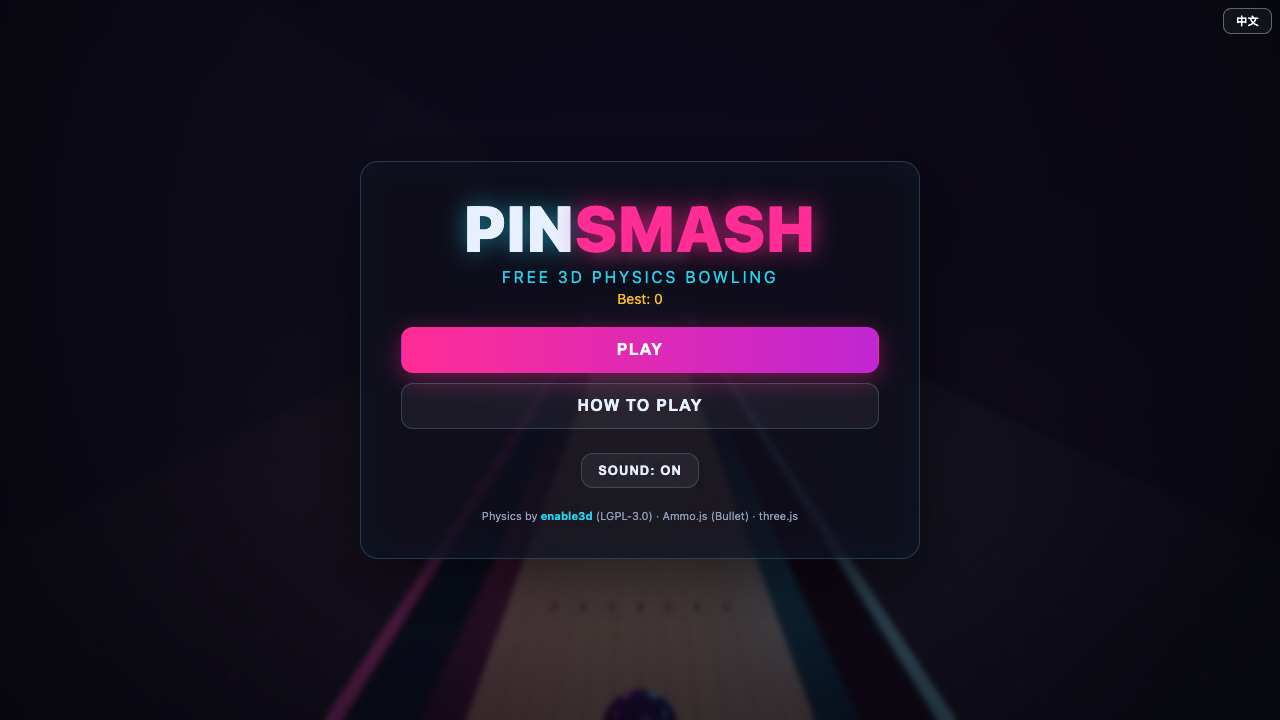 中文
PINSMASH
FREE 3D PHYSICS BOWLING
Best: 0
PLAY
HOW TO PLAY
SOUND: ON
Physics by enable3d (LGPL-3.0) · Ammo.js (Bullet) · three.js